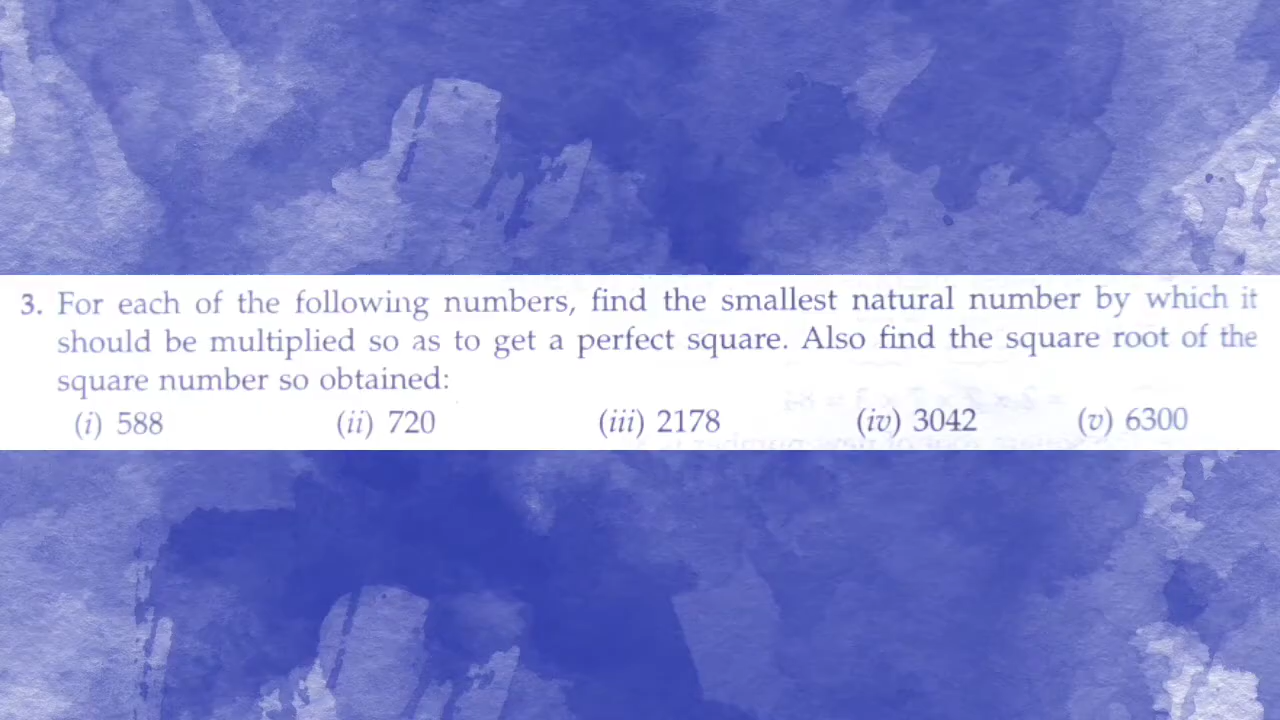 3. For each of the following numbers, find the smallest natural number by which it
should be multiplied so as to get a perfect square. Also find the square root of the
square number so obtained:
(i) 588 (ii) 720 (iii) 2178 (iv) 3042 (v) 6300